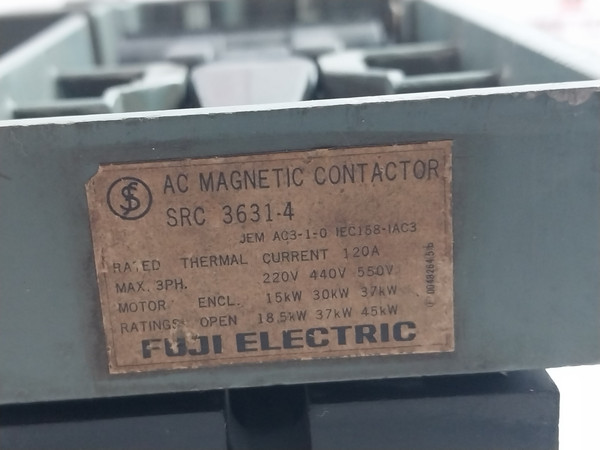 AC MAGNETIC CONTACTOR
SRC 3631-4
JEM AC3-1-0 IEC158-1AC3
RATED THERMAL CURRENT 120A
MAX. 3PH. 220V 440V 550V
MOTOR ENCL. 15kW 30kW 37kW
RATINGS OPEN 18.5kW 37kW 45kW
FUJI ELECTRIC